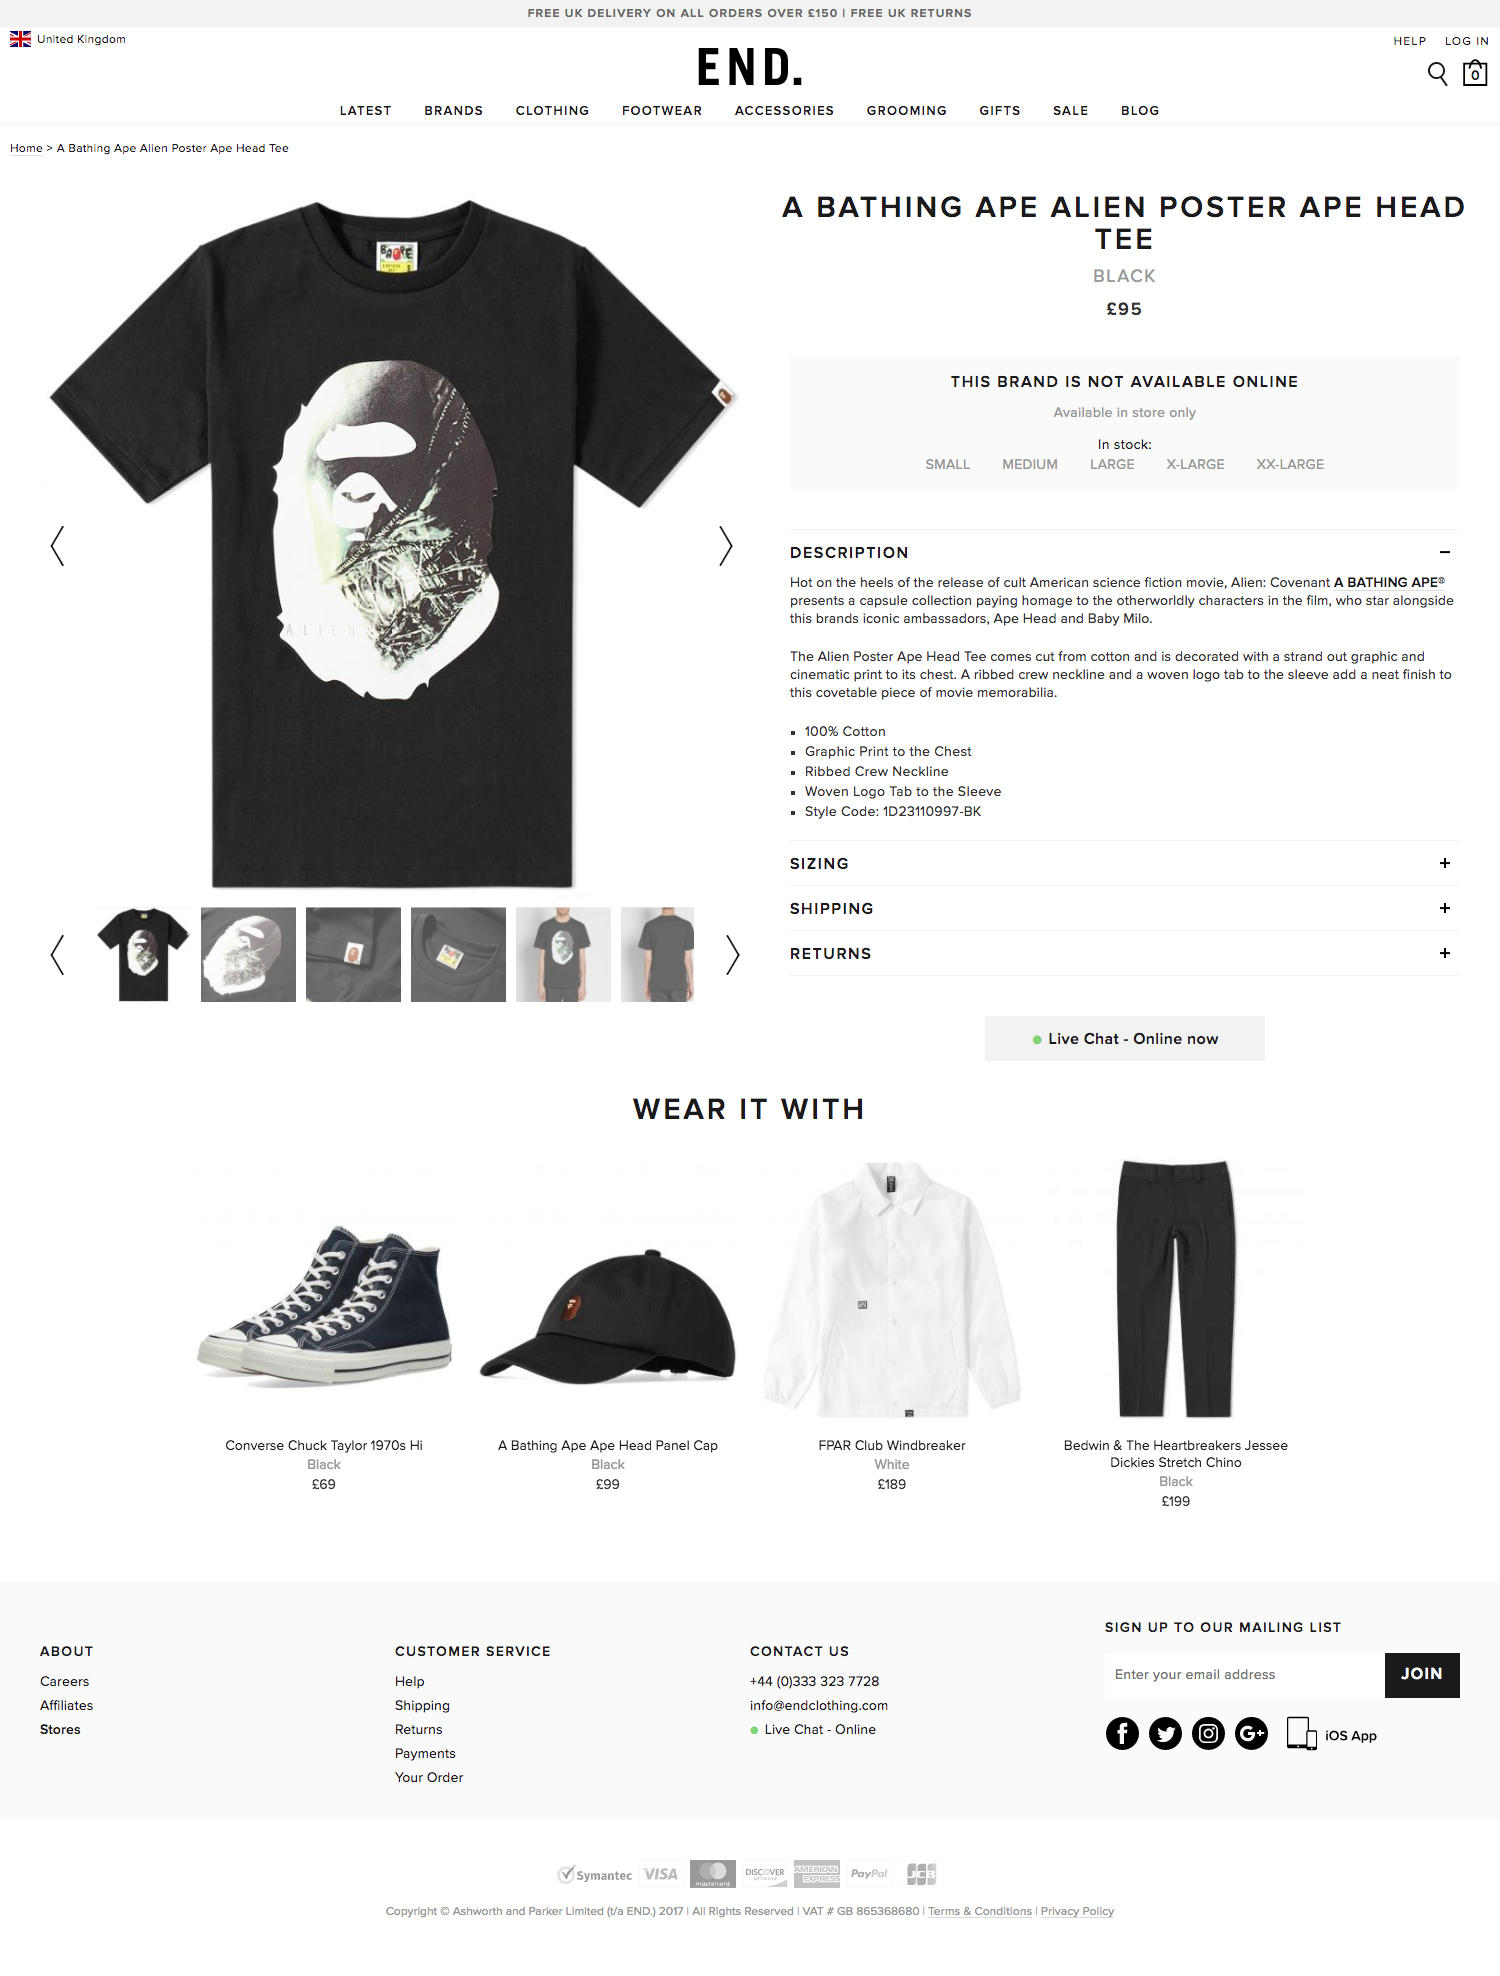 FREE UK DELIVERY ON ALL ORDERS OVER £150 | FREE UK RETURNS
United Kingdom
HELP LOG IN
END.
0
LATEST BRANDS CLOTHING FOOTWEAR ACCESSORIES GROOMING GIFTS SALE BLOG
Home > A Bathing Ape Alien Poster Ape Head Tee
A BATHING APE ALIEN POSTER APE HEAD
TEE
BLACK
£95
BAPE
ALIEN
THIS BRAND IS NOT AVAILABLE ONLINE
Available in store only
In stock:
SMALL MEDIUM LARGE X-LARGE XX-LARGE
DESCRIPTION
Hot on the heels of the release of cult American science fiction movie, Alien: Covenant A BATHING APE®
presents a capsule collection paying homage to the otherworldly characters in the film, who star alongside
this brands iconic ambassadors, Ape Head and Baby Milo.
The Alien Poster Ape Head Tee comes cut from cotton and is decorated with a strand out graphic and
cinematic print to its chest. A ribbed crew neckline and a woven logo tab to the sleeve add a neat finish to
this covetable piece of movie memorabilia.
100% Cotton
Graphic Print to the Chest
Ribbed Crew Neckline
Woven Logo Tab to the Sleeve
Style Code: 1D23110997-BK
SIZING
SHIPPING
RETURNS
Live Chat - Online now
WEAR IT WITH
Converse Chuck Taylor 1970s Hi
Black
£69
A Bathing Ape Ape Head Panel Cap
Black
£99
FPAR Club Windbreaker
White
£189
Bedwin & The Heartbreakers Jessee
Dickies Stretch Chino
Black
£199
ABOUT
Careers
Affiliates
Stores
CUSTOMER SERVICE
Help
Shipping
Returns
Payments
Your Order
CONTACT US
+44 (0)333 323 7728
info@endclothing.com
Live Chat - Online
SIGN UP TO OUR MAILING LIST
Enter your email address JOIN
iOS App
Symantec VISA mastercard DISCOVER NETWORK AMERICAN EXPRESS PayPal JCB
Copyright © Ashworth and Parker Limited (t/a END.) 2017 | All Rights Reserved | VAT # GB 865368680 | Terms & Conditions | Privacy Policy